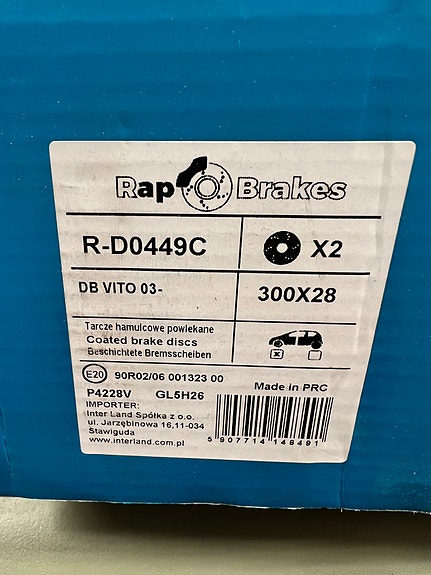 Rap Brakes
R-D0449C
X2
DB VITO 03-
300X28
Tarcze hamulcowe powlekane
Coated brake discs
Beschichtete Bremsscheiben
x
E20 90R02/06 001323 00
Made in PRC
P4228V GL5H26
IMPORTER:
Inter Land Spółka z o.o.
ul. Jarzębinowa 16,11-034
Stawiguda
www.interland.com.pl
5 907714 148491